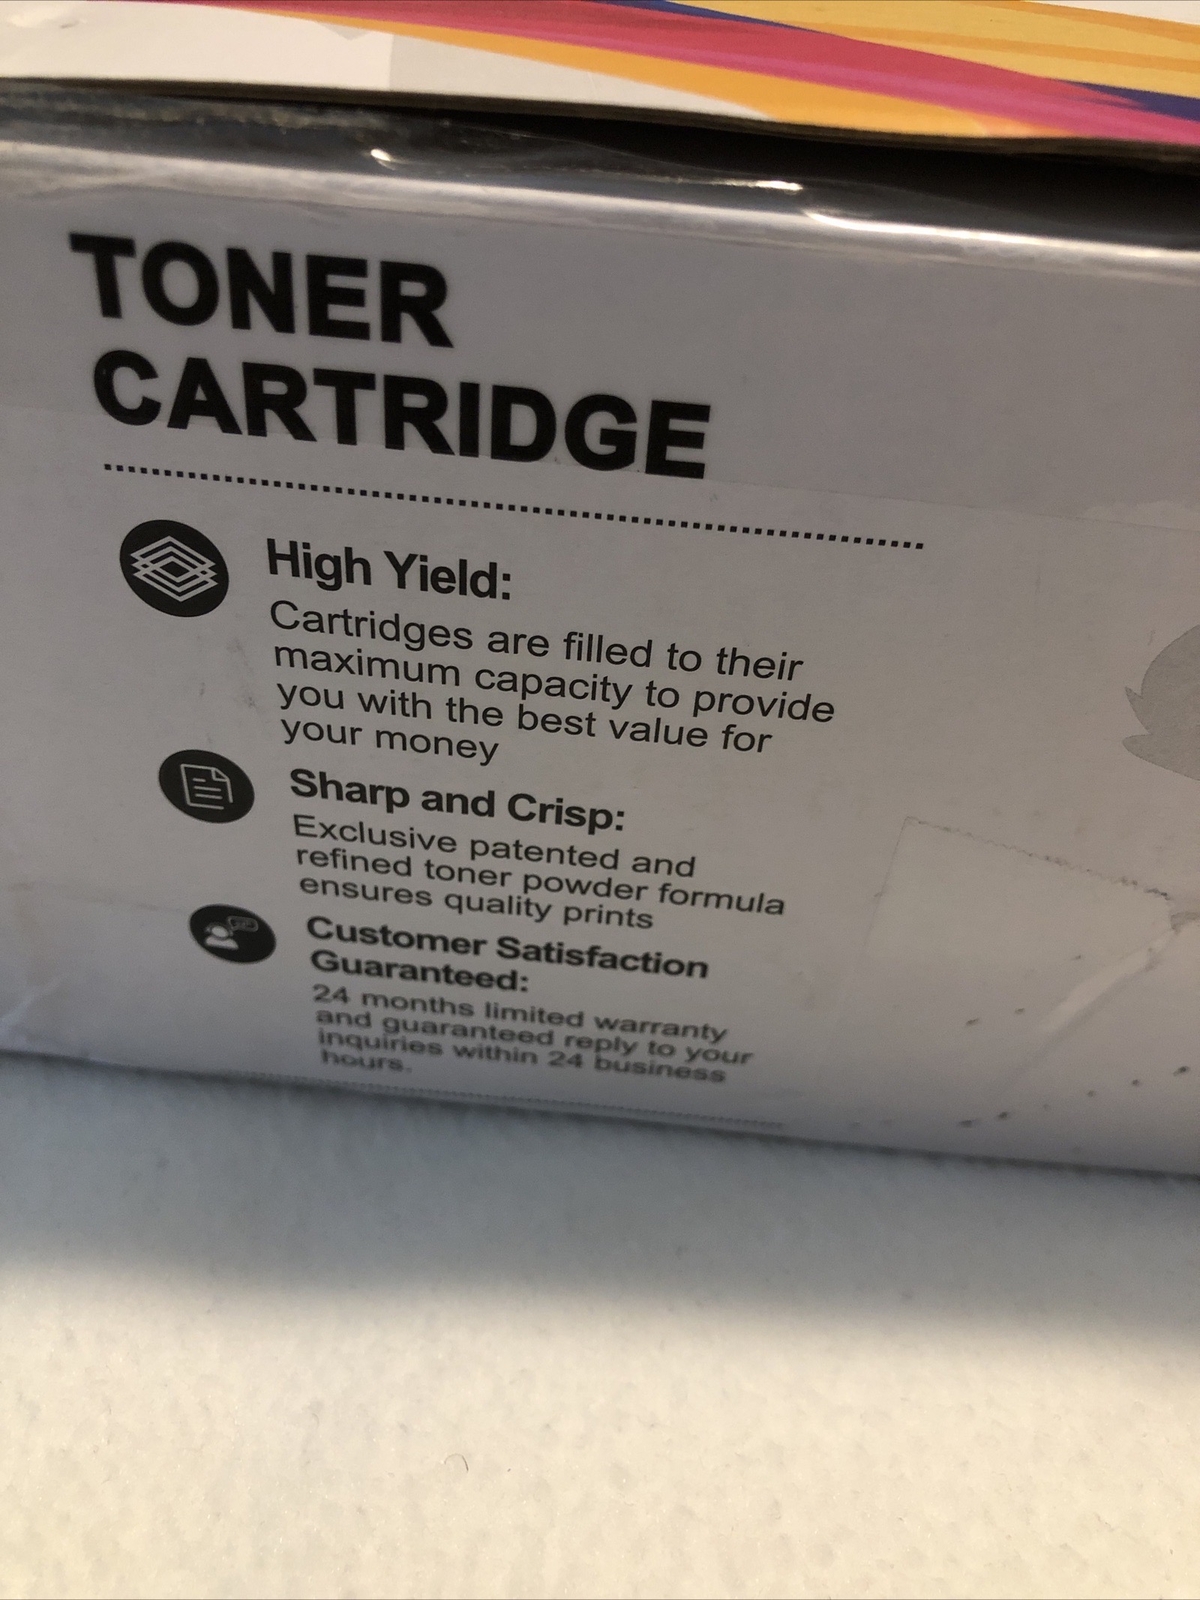 TONER
CARTRIDGE
High Yield:
Cartridges are filled to their
maximum capacity to provide
you with the best value for
your money
Sharp and Crisp:
Exclusive patented and
refined toner powder formula
ensures quality prints
Customer Satisfaction
Guaranteed:
24 months limited warranty
and guaranteed reply to your
inquiries within 24 business
hours.